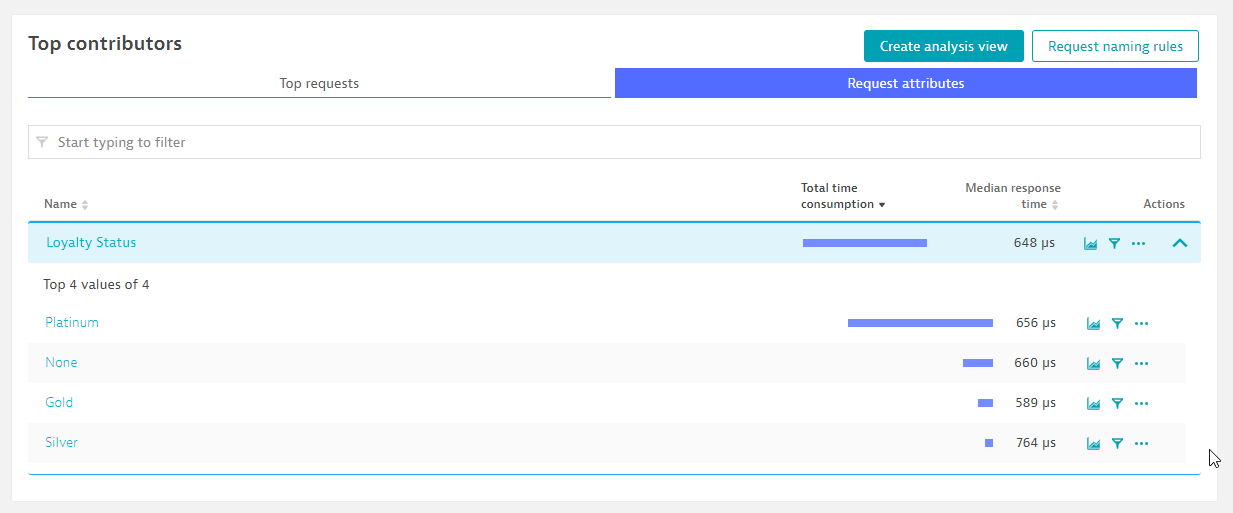 Top contributors
Create analysis view
Request naming rules
Top requests
Request attributes
Start typing to filter
Name
Total time
consumption
Median response
time
Actions
Loyalty Status
648 µs
Top 4 values of 4
Platinum
656 µs
None
660 µs
Gold
589 µs
Silver
764 µs